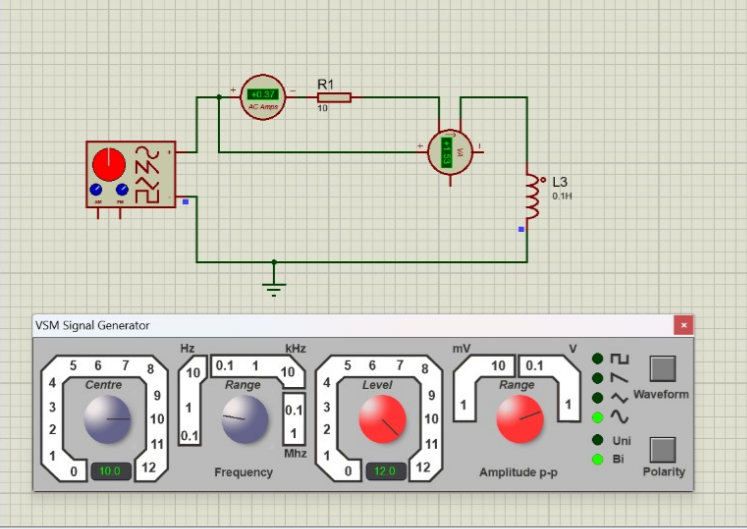 R1
10
+0.37
AC Amps
+ -
+ -
+1.53
VA
L3
0.1H
AM FM
VSM Signal Generator
Hz kHz mV V
5 6 7 8
0.1 1 10
5 6 7 8
10 0.1
4 Centre 9
10 Range
4 Level 9
Range
3 10
1 0.1
3 10
1 1
Waveform
2 11
0.1 1
2 11
Uni
1 Mhz 1
Bi
0 10.0 12
Frequency
0 12.0 12
Amplitude p-p
Polarity